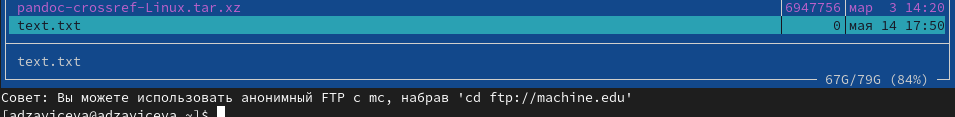 pandoc-crossref-Linux.tar.xz 6947756 мар 3 14:20
text.txt 0 мая 14 17:50
text.txt
67G/79G (84%)
Совет: Вы можете использовать анонимный FTP с mc, набрав 'cd ftp://machine.edu'
[adzaviceva@adzaviceva ~]$